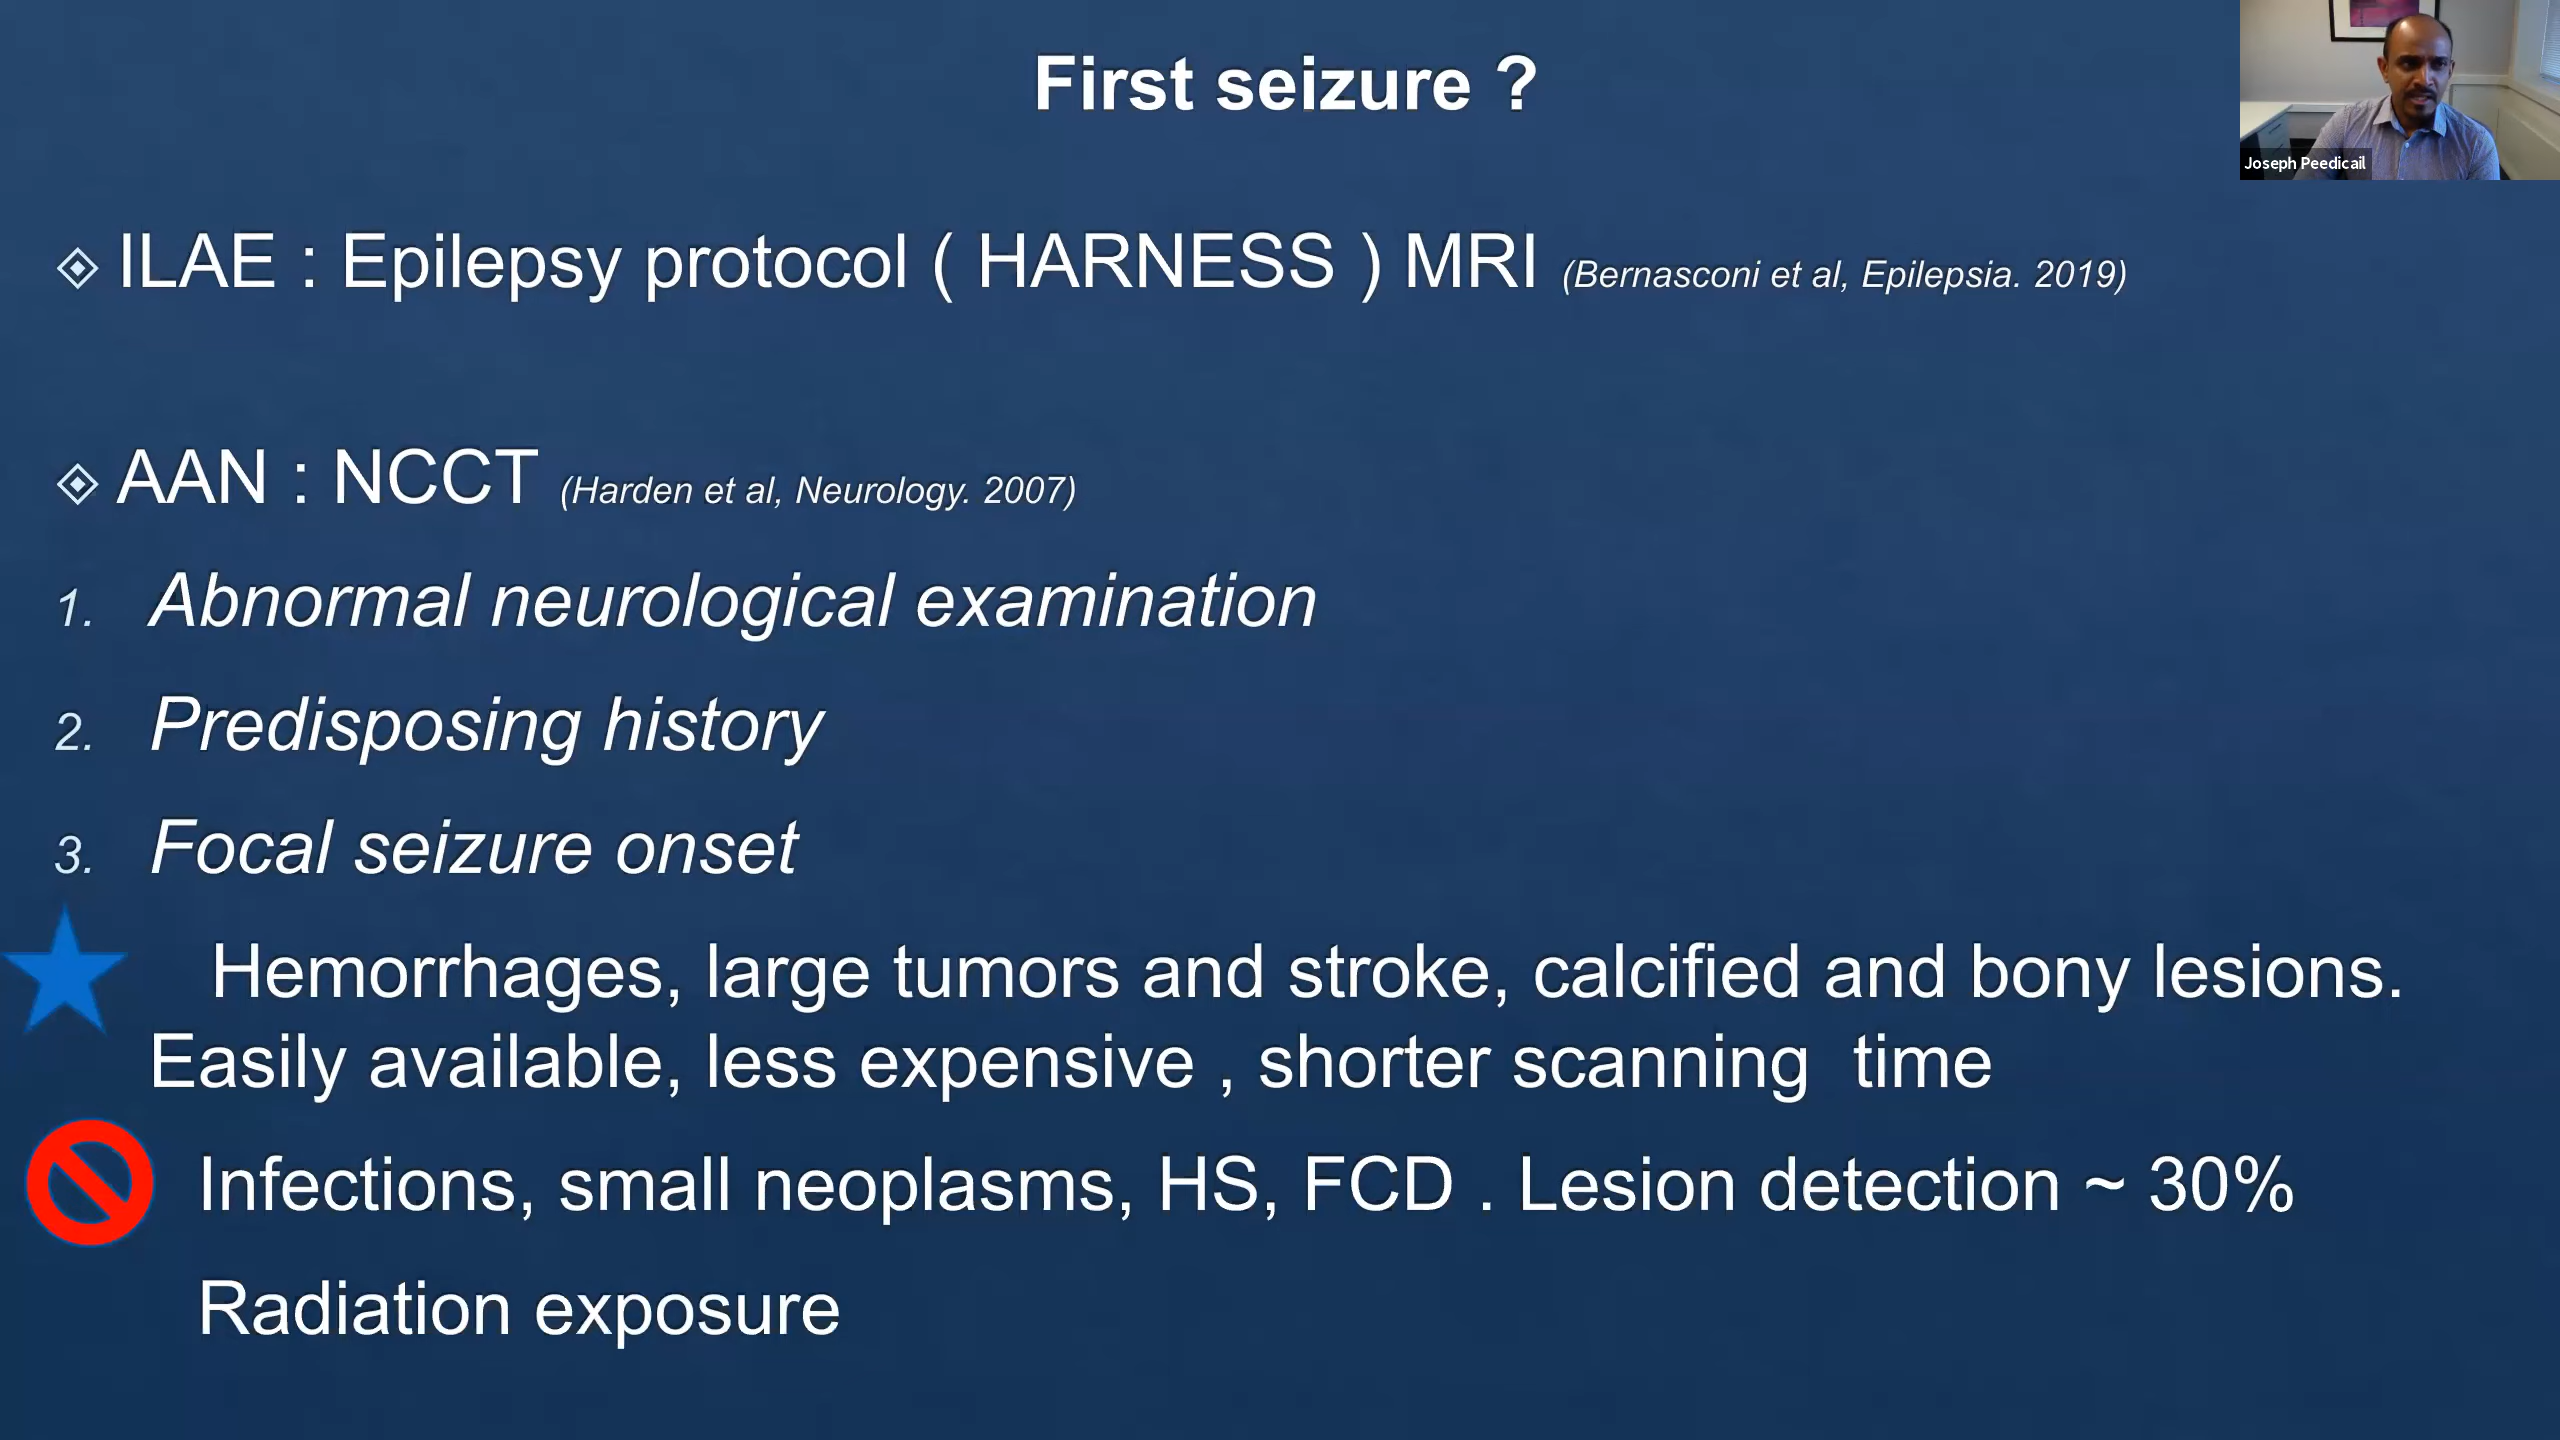 First seizure ?
Joseph Peedicail
ILAE : Epilepsy protocol ( HARNESS ) MRI (Bernasconi et al, Epilepsia. 2019)
AAN : NCCT (Harden et al, Neurology. 2007)
1. Abnormal neurological examination
2. Predisposing history
3. Focal seizure onset
Hemorrhages, large tumors and stroke, calcified and bony lesions.
Easily available, less expensive , shorter scanning time
Infections, small neoplasms, HS, FCD . Lesion detection ~ 30%
Radiation exposure